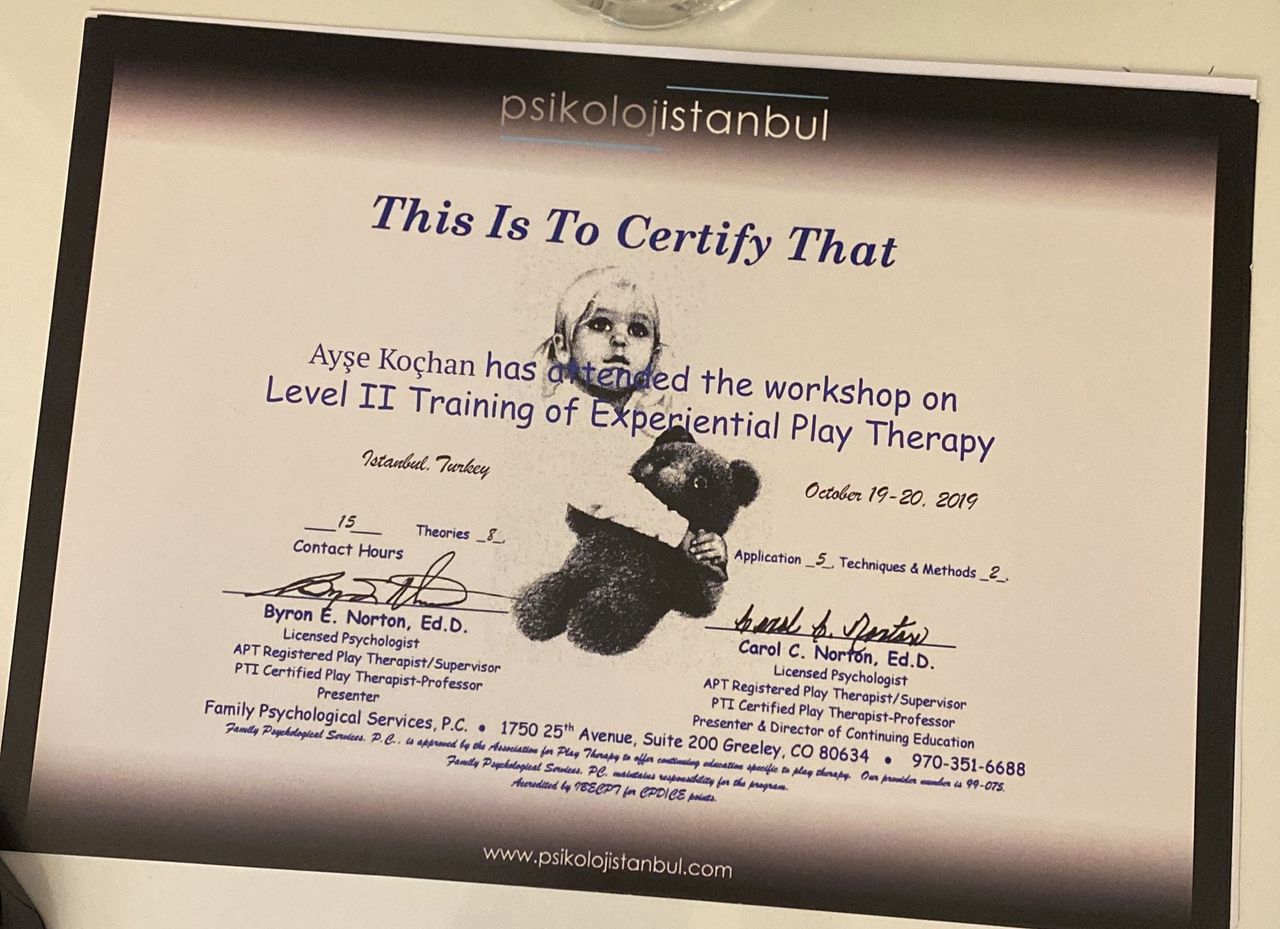 psikolojistanbul
This Is To Certify That
Ayşe Koçhan has attended the workshop on
Level II Training of Experiential Play Therapy
Istanbul, Turkey
October 19-20, 2019
__15__ Theories _8_,
Contact Hours
Application _5_, Techniques & Methods _2_.
Byron E. Norton, Ed.D.
Licensed Psychologist
APT Registered Play Therapist/Supervisor
PTI Certified Play Therapist-Professor
Presenter
Carol C. Norton, Ed.D.
Licensed Psychologist
APT Registered Play Therapist/Supervisor
PTI Certified Play Therapist-Professor
Presenter & Director of Continuing Education
Family Psychological Services, P.C. • 1750 25th Avenue, Suite 200 Greeley, CO 80634 • 970-351-6688
Family Psychological Services, P.C., is approved by the Association for Play Therapy to offer continuing education specific to play therapy. Our provider number is 99-075.
Family Psychological Services, PC. maintains responsibility for the program.
Accredited by IBECPT for CPD/CE points.
www.psikolojistanbul.com